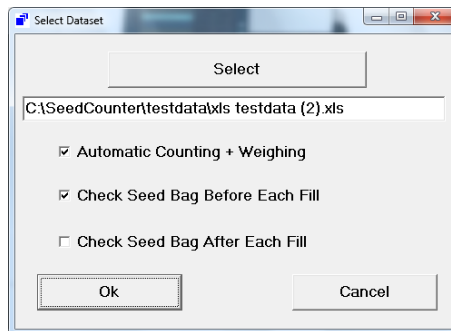 Select Dataset
Select
C:\SeedCounter\testdata\xls testdata (2).xls
Automatic Counting + Weighing
Check Seed Bag Before Each Fill
Check Seed Bag After Each Fill
Ok
Cancel